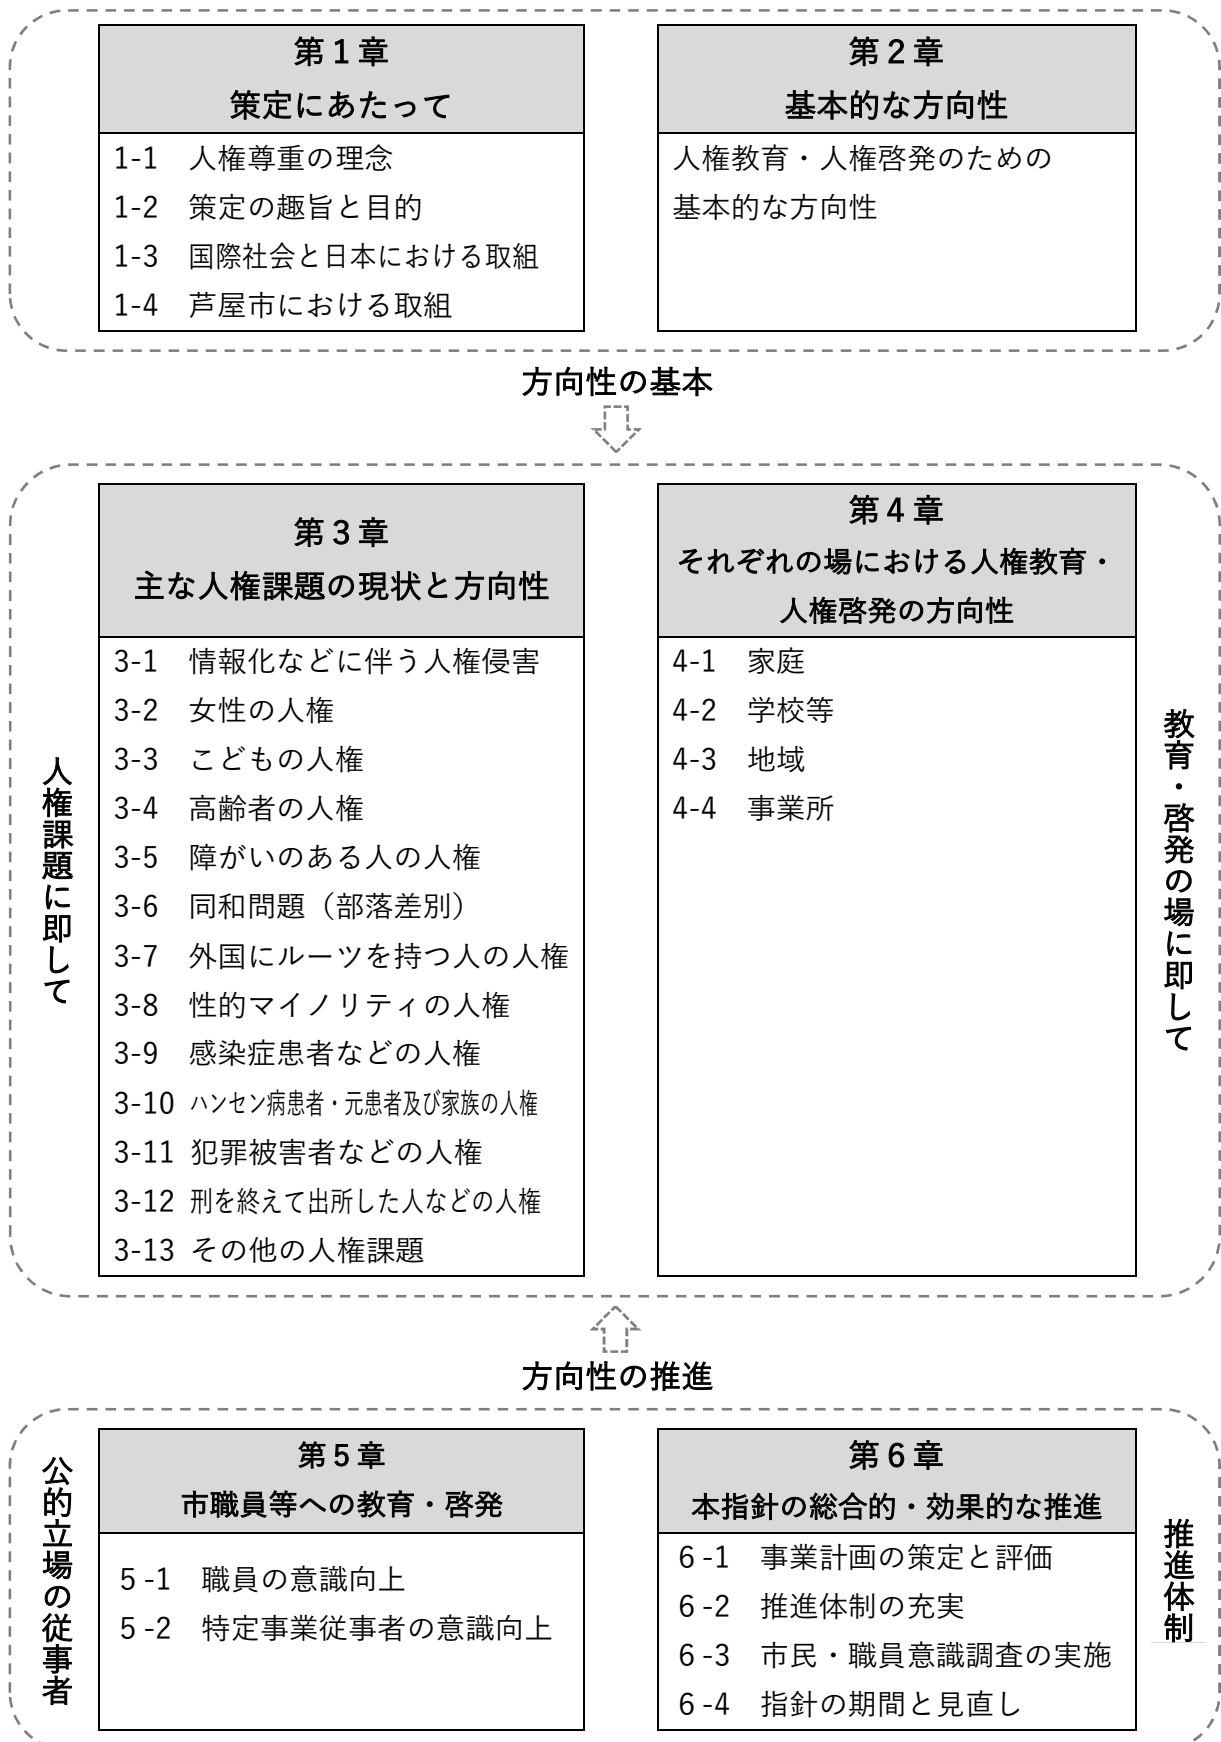 第1章
策定にあたって
1-1 人権尊重の理念
1-2 策定の趣旨と目的
1-3 国際社会と日本における取組
1-4 芦屋市における取組
第2章
基本的な方向性
人権教育・人権啓発のための
基本的な方向性
方向性の基本
人権課題に即して
第3章
主な人権課題の現状と方向性
3-1 情報化などに伴う人権侵害
3-2 女性の人権
3-3 こどもの人権
3-4 高齢者の人権
3-5 障がいのある人の人権
3-6 同和問題（部落差別）
3-7 外国にルーツを持つ人の人権
3-8 性的マイノリティの人権
3-9 感染症患者などの人権
3-10 ハンセン病患者・元患者及び家族の人権
3-11 犯罪被害者などの人権
3-12 刑を終えて出所した人などの人権
3-13 その他の人権課題
第4章
それぞれの場における人権教育・
人権啓発の方向性
4-1 家庭
4-2 学校等
4-3 地域
4-4 事業所
教育・啓発の場に即して
方向性の推進
公的立場の従事者
第5章
市職員等への教育・啓発
5-1 職員の意識向上
5-2 特定事業従事者の意識向上
第6章
本指針の総合的・効果的な推進
6-1 事業計画の策定と評価
6-2 推進体制の充実
6-3 市民・職員意識調査の実施
6-4 指針の期間と見直し
推進体制